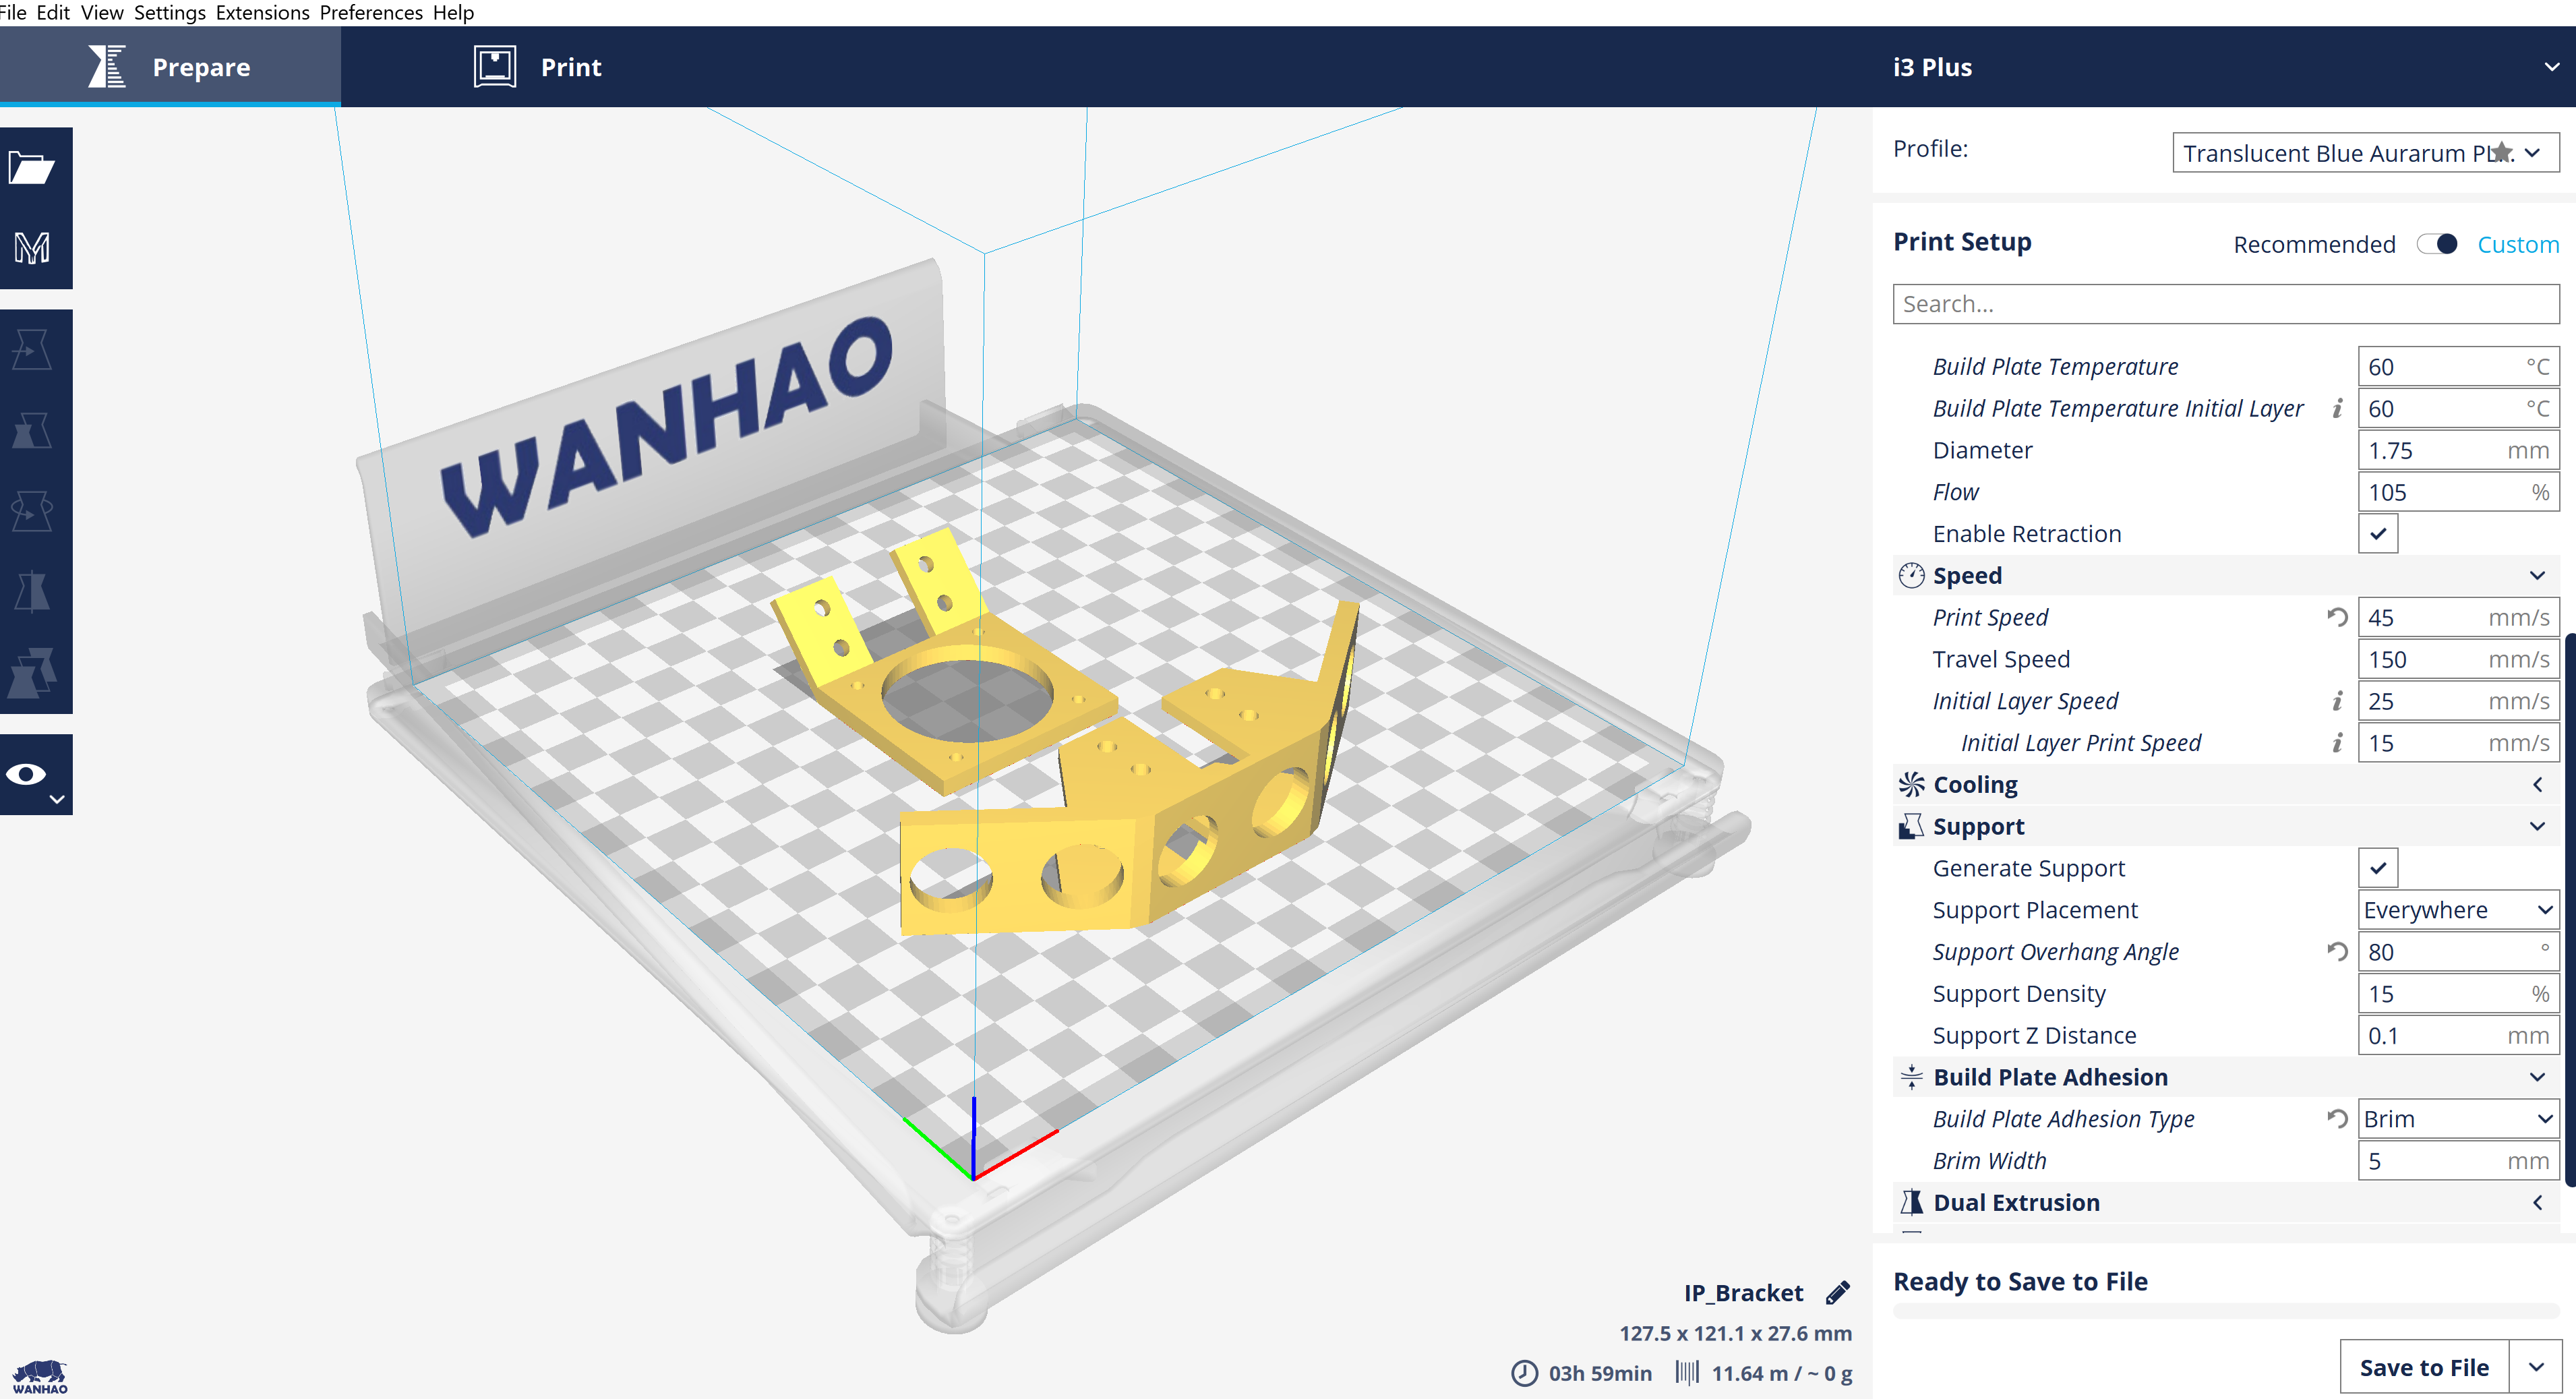 File Edit View Settings Extensions Preferences Help
Prepare
Print
i3 Plus
Profile:
Translucent Blue Aurarum PL...
Print Setup
Recommended
Custom
Search...
Build Plate Temperature
60 °C
Build Plate Temperature Initial Layer
60 °C
Diameter
1.75 mm
Flow
105 %
Enable Retraction
Speed
Print Speed
45 mm/s
Travel Speed
150 mm/s
Initial Layer Speed
25 mm/s
Initial Layer Print Speed
15 mm/s
Cooling
Support
Generate Support
Support Placement
Everywhere
Support Overhang Angle
80 °
Support Density
15 %
Support Z Distance
0.1 mm
Build Plate Adhesion
Build Plate Adhesion Type
Brim
Brim Width
5 mm
Dual Extrusion
WANHAO
IP_Bracket
127.5 x 121.1 x 27.6 mm
03h 59min
11.64 m / ~ 0 g
Ready to Save to File
Save to File
WANHAO